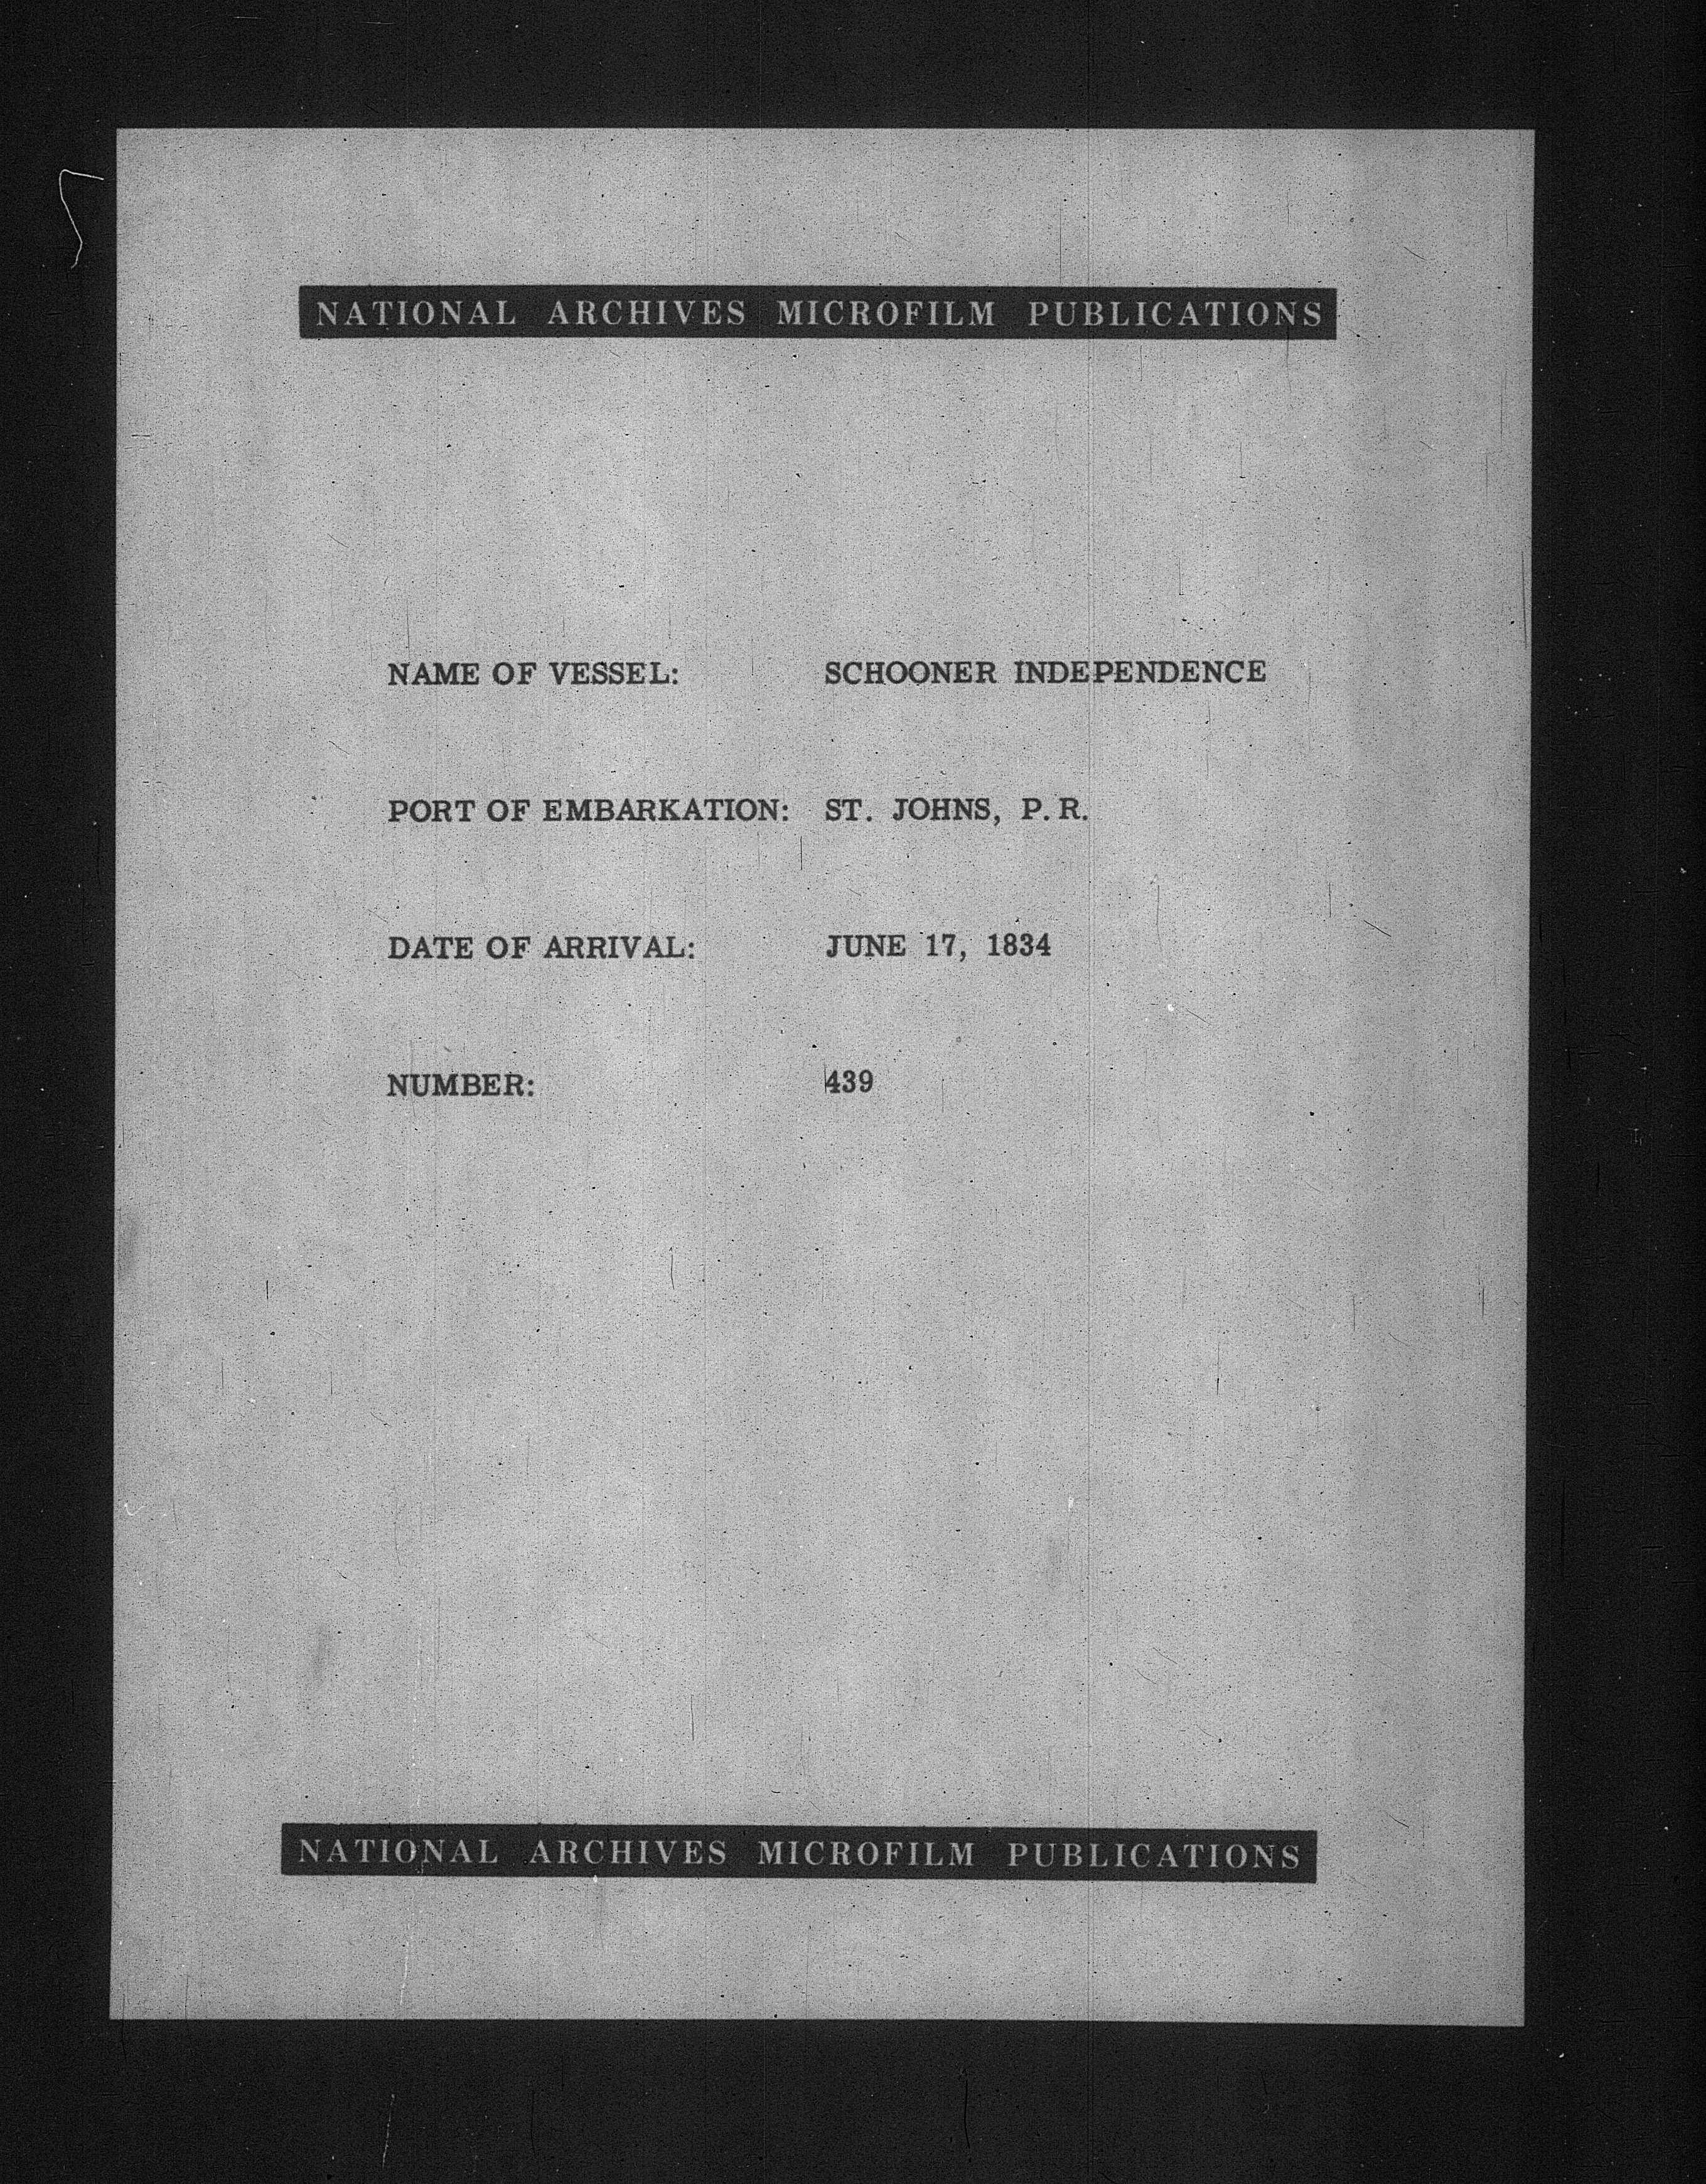 NATIONAL ARCHIVES MICROFILM PUBLICATIONS
NAME OF VESSEL: SCHOONER INDEPENDENCE
PORT OF EMBARKATION: ST. JOHNS, P. R.
DATE OF ARRIVAL: JUNE 17, 1834
NUMBER: 439
NATIONAL ARCHIVES MICROFILM PUBLICATIONS